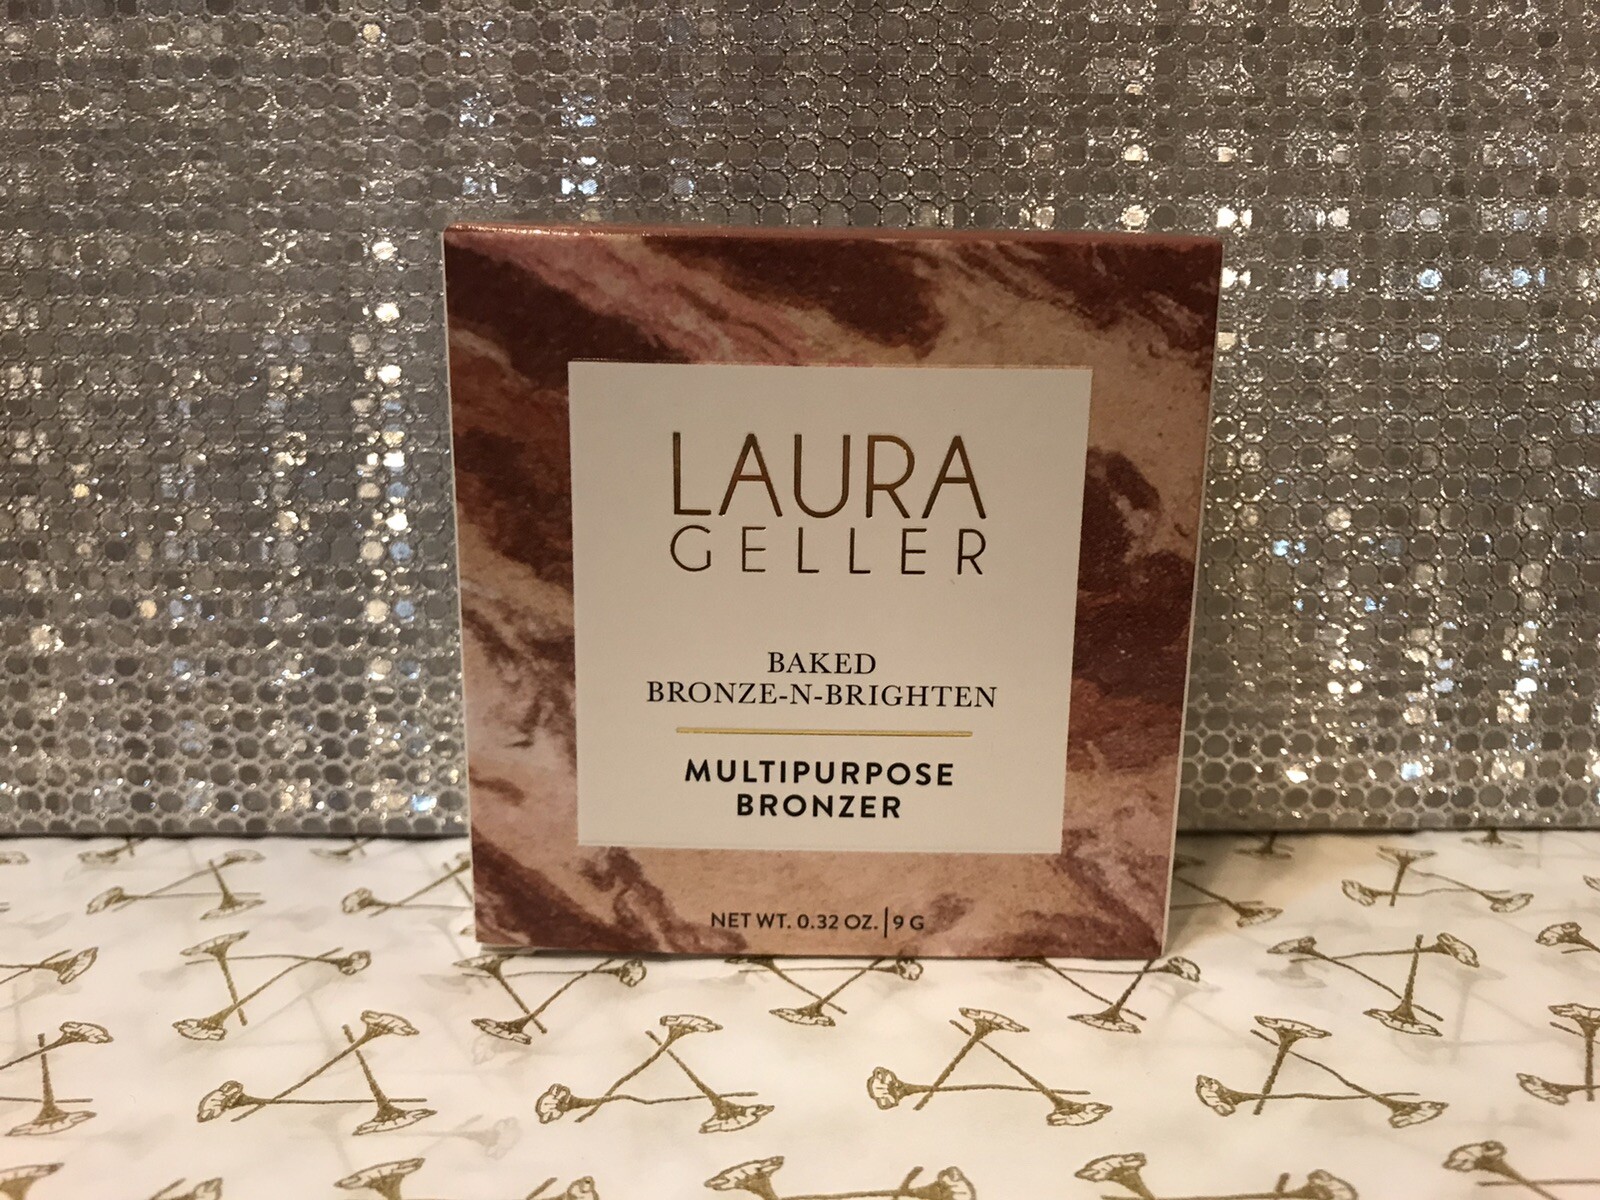 LAURA
GELLER
BAKED
BRONZE-N-BRIGHTEN
MULTIPURPOSE
BRONZER
NET WT. 0.32 OZ. | 9 G